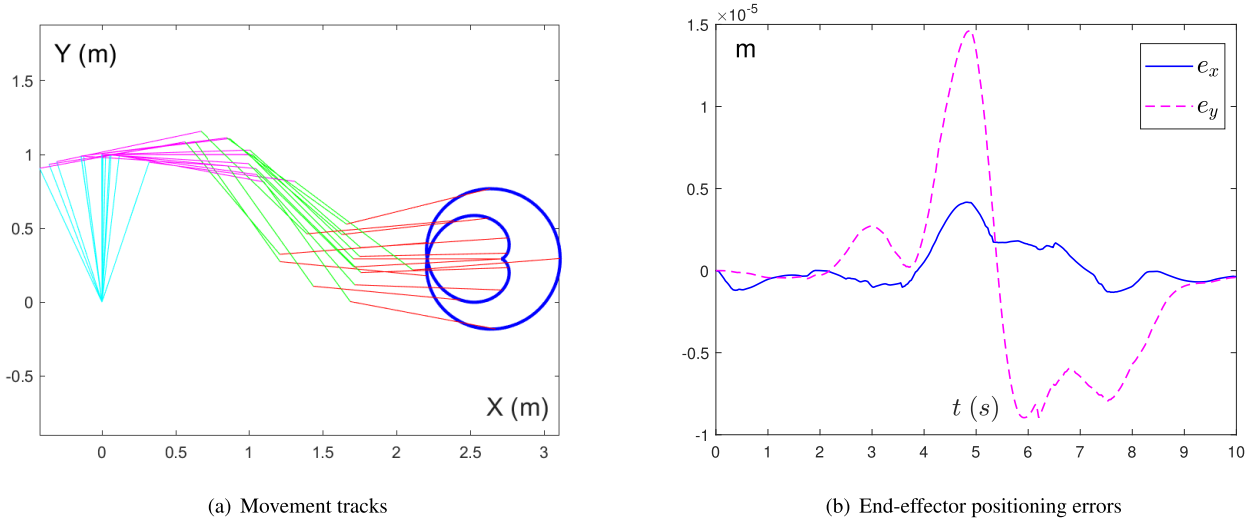 Y (m)
1.5
1
0.5
0
-0.5
X (m)
0 0.5 1 1.5 2 2.5 3
(a) Movement tracks
×10⁻⁵
1.5
m
e_x
e_y
1
0.5
0
-0.5
t (s)
-1
0 1 2 3 4 5 6 7 8 9 10
(b) End-effector positioning errors